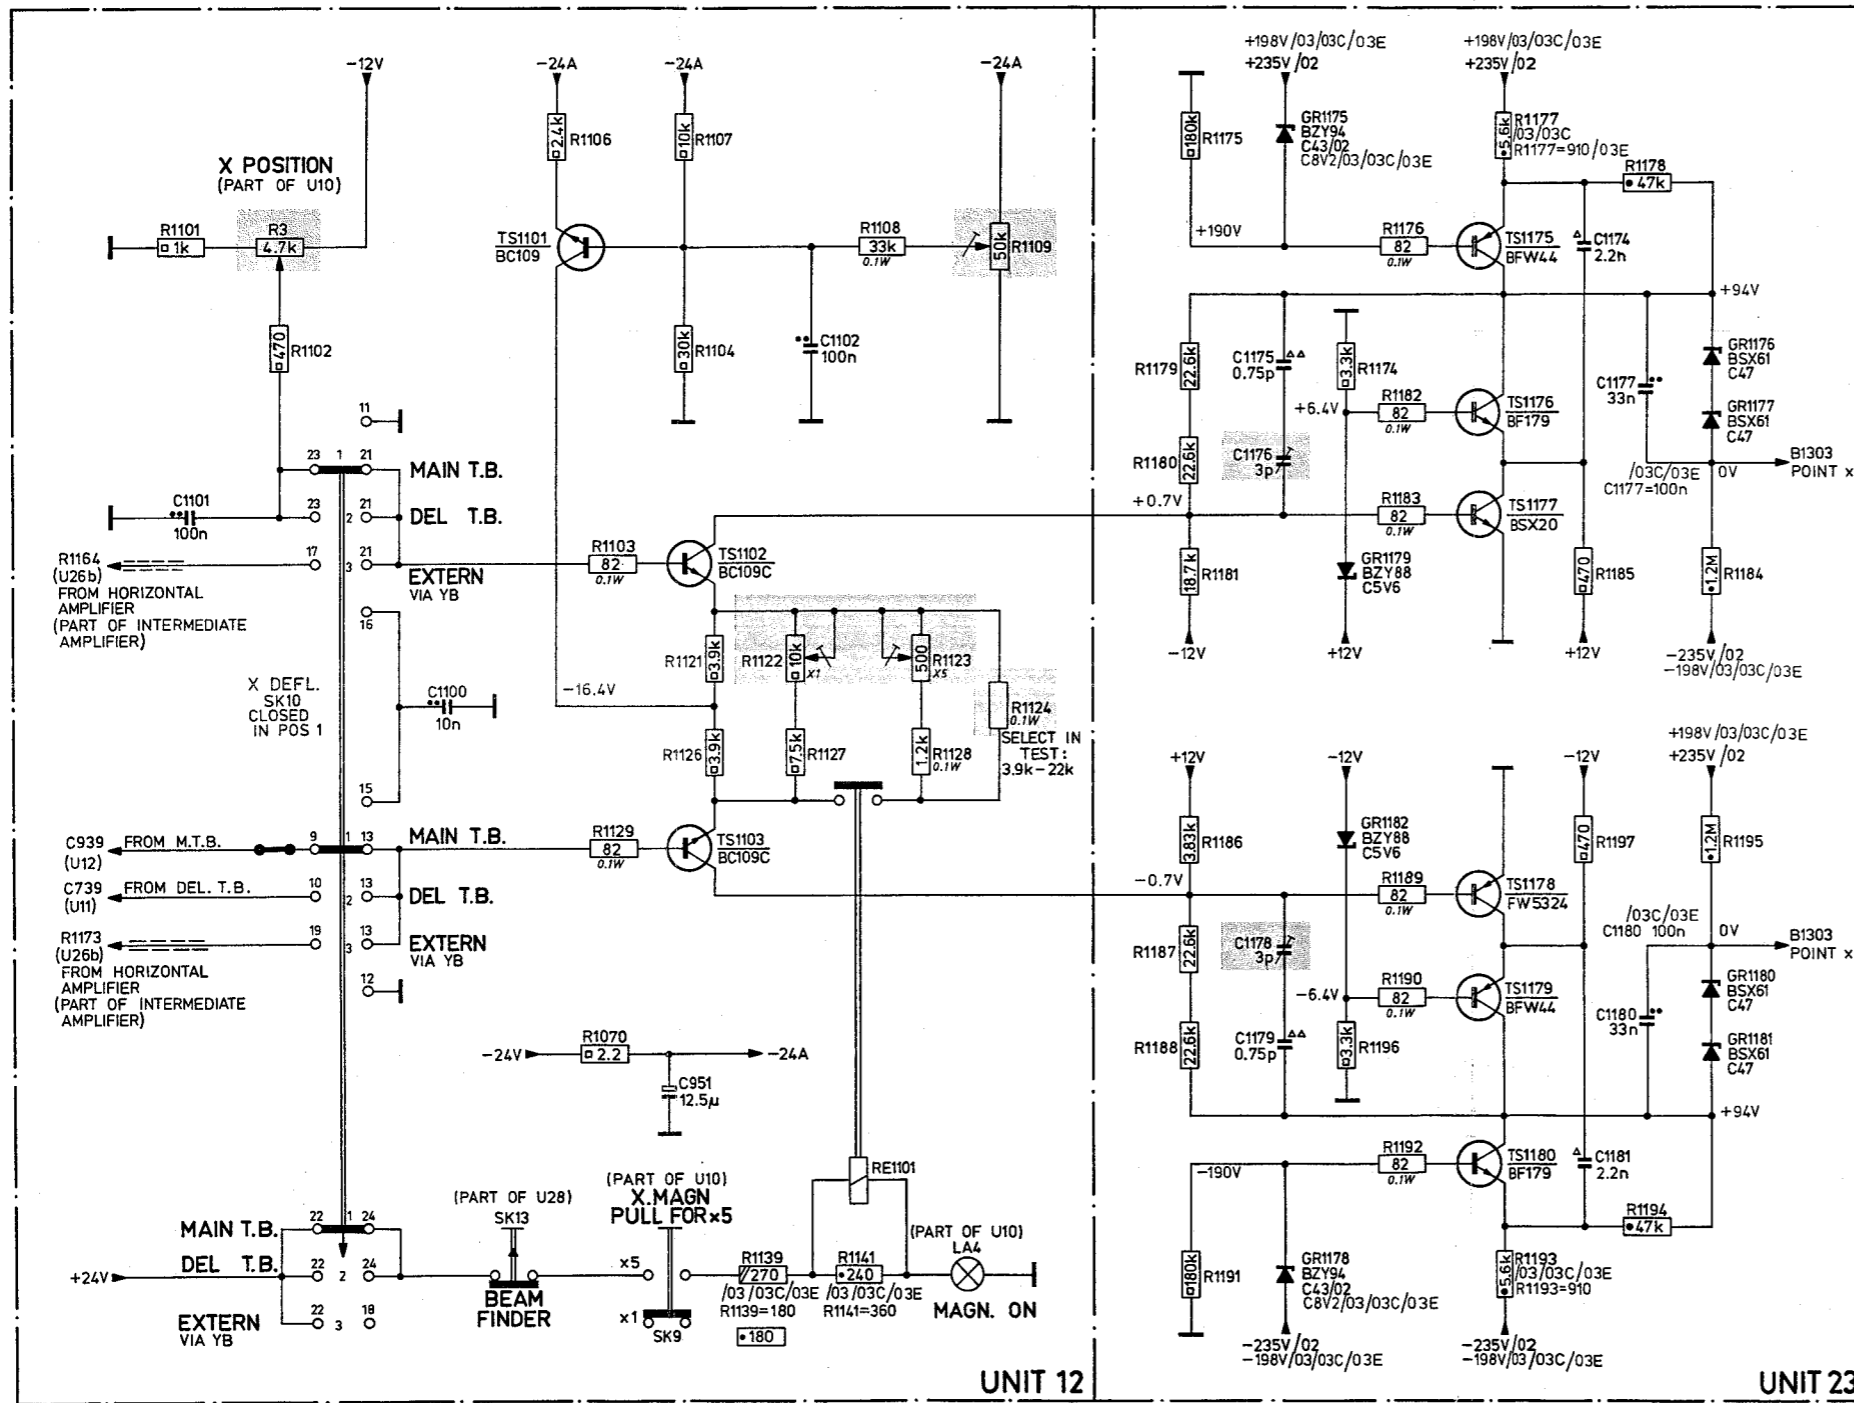 -12V
X POSITION
(PART OF U10)
R1101
1k
R3
4.7k
470
R1102
-24A
2.4k
R1106
-24A
10k
R1107
TS1101
BC109
R1108
33k
0.1W
-24A
50k
R1109
30k
R1104
C1102
100n
11
23 1 21
MAIN T.B.
C1101
100n
23 2 21
DEL T.B.
R1164
(U26b)
FROM HORIZONTAL
AMPLIFIER
(PART OF INTERMEDIATE
AMPLIFIER)
17 3 21
EXTERN
VIA YB
16
R1103
82
0.1W
TS1102
BC109C
R1121
3.9k
R1122
10k
X1
500
R1123
X5
R1124
0.1W
SELECT IN
TEST:
3.9k-22k
-16.4V
X DEFL.
SK10
CLOSED
IN POS 1
C1100
10n
R1126
3.9k
7.5k
R1127
1.2k
R1128
0.1W
15
C939
(U12)
FROM M.T.B.
9 1 13
MAIN T.B.
R1129
82
0.1W
TS1103
BC109C
C739
(U11)
FROM DEL. T.B.
10 2 13
DEL T.B.
R1173
(U26b)
FROM HORIZONTAL
AMPLIFIER
(PART OF INTERMEDIATE
AMPLIFIER)
19 3 13
EXTERN
VIA YB
12
-24V
R1070
2.2
-24A
C951
12.5μ
RE1101
MAIN T.B.
22 1 24
DEL T.B.
22 2 24
+24V
EXTERN
VIA YB
22 3 18
(PART OF U28)
SK13
BEAM
FINDER
(PART OF U10)
X.MAGN
PULL FOR x5
x5
x1
SK9
R1139
270
/03/03C/03E
R1139=180
180
R1141
240
/03/03C/03E
R1141=360
(PART OF U10)
LA4
MAGN. ON
UNIT 12
+198V/03/03C/03E
+235V/02
180k
R1175
GR1175
BZY94
C43/02
C8V2/03/03C/03E
+198V/03/03C/03E
+235V/02
5.6k
R1177
/03/03C
R1177=910/03E
R1178
47k
+190V
R1176
82
0.1W
TS1175
BFW44
C1174
2.2n
+94V
R1179
22.6k
C1175
0.75p
3.3k
R1174
GR1176
BSX61
C47
C1177
33n
+6.4V
R1182
82
0.1W
TS1176
BF179
GR1177
BSX61
C47
R1180
22.6k
C1176
3p
/03C/03E
C1177=100n
0V
B1303
POINT x
+0.7V
R1183
82
0.1W
TS1177
BSX20
18.7k
R1181
GR1179
BZY88
C5V6
470
R1185
1.2M
R1184
-12V
+12V
+12V
-235V/02
-198V/03/03C/03E
+198V/03/03C/03E
+235V/02
+12V
-12V
-12V
3.83k
R1186
GR1182
BZY88
C5V6
470
R1197
1.2M
R1195
-0.7V
R1189
82
0.1W
TS1178
FW5324
/03C/03E
C1180 100n
0V
B1303
POINT x
R1187
22.6k
C1178
3p
-6.4V
R1190
82
0.1W
TS1179
BFW44
GR1180
BSX61
C47
C1180
33n
R1188
22.6k
C1179
0.75p
3.3k
R1196
GR1181
BSX61
C47
+94V
-190V
R1192
82
0.1W
TS1180
BF179
C1181
2.2n
R1194
47k
180k
R1191
GR1178
BZY94
C43/02
C8V2/03/03C/03E
5.6k
R1193
/03/03C/03E
R1193=910
-235V/02
-198V/03/03C/03E
-235V/02
-198V/03/03C/03E
UNIT 23